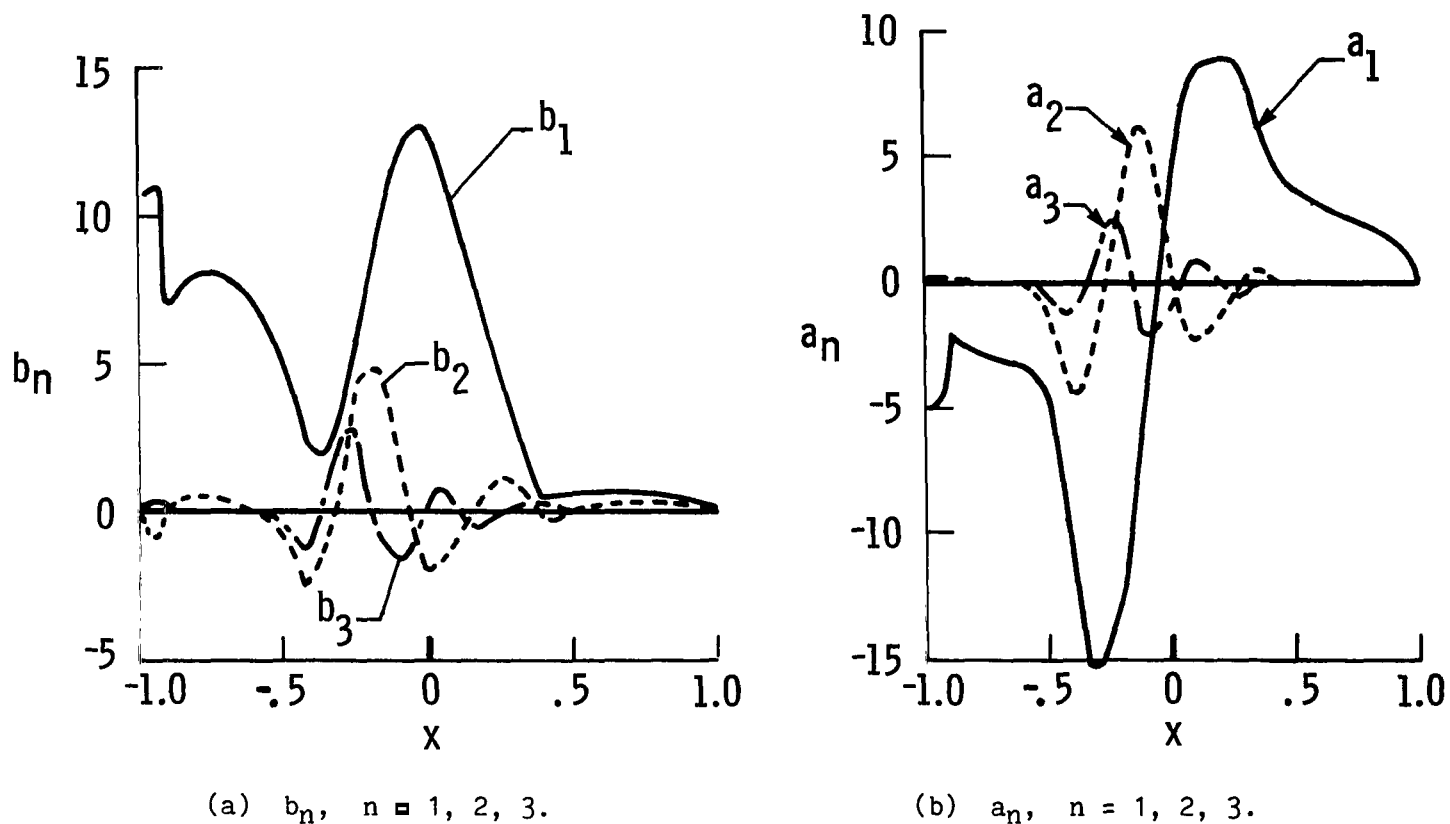 15
10
5
0
-5
bn
b1
b2
b3
-1.0 -.5 0 .5 1.0
X
(a) bn, n = 1, 2, 3.
10
5
0
-5
-10
-15
an
a1
a2
a3
-1.0 -.5 0 .5 1.0
X
(b) an, n = 1, 2, 3.